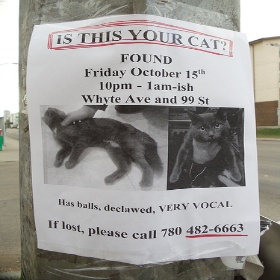 IS THIS YOUR CAT?
FOUND
Friday October 15th
10pm - 1am-ish
Whyte Ave and 99 St
Has balls, declawed, VERY VOCAL
If lost, please call 780 482-6663